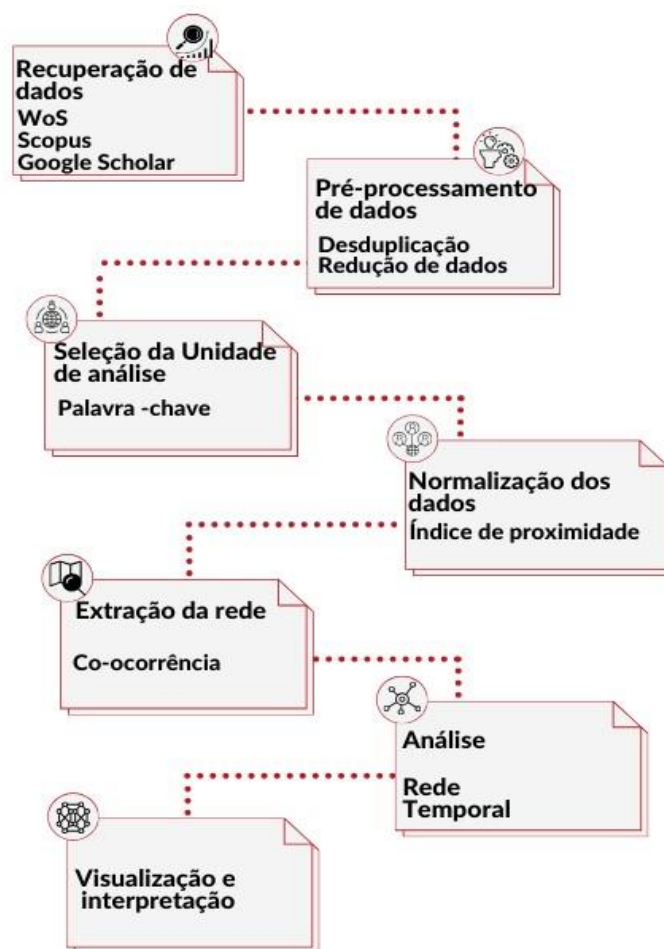 Recuperação de
dados
WoS
Scopus
Google Scholar
Pré-processamento
de dados
Desduplicação
Redução de dados
Seleção da Unidade
de análise
Palavra -chave
Normalização dos
dados
Índice de proximidade
Extração da rede
Co-ocorrência
Análise
Rede
Temporal
Visualização e
interpretação